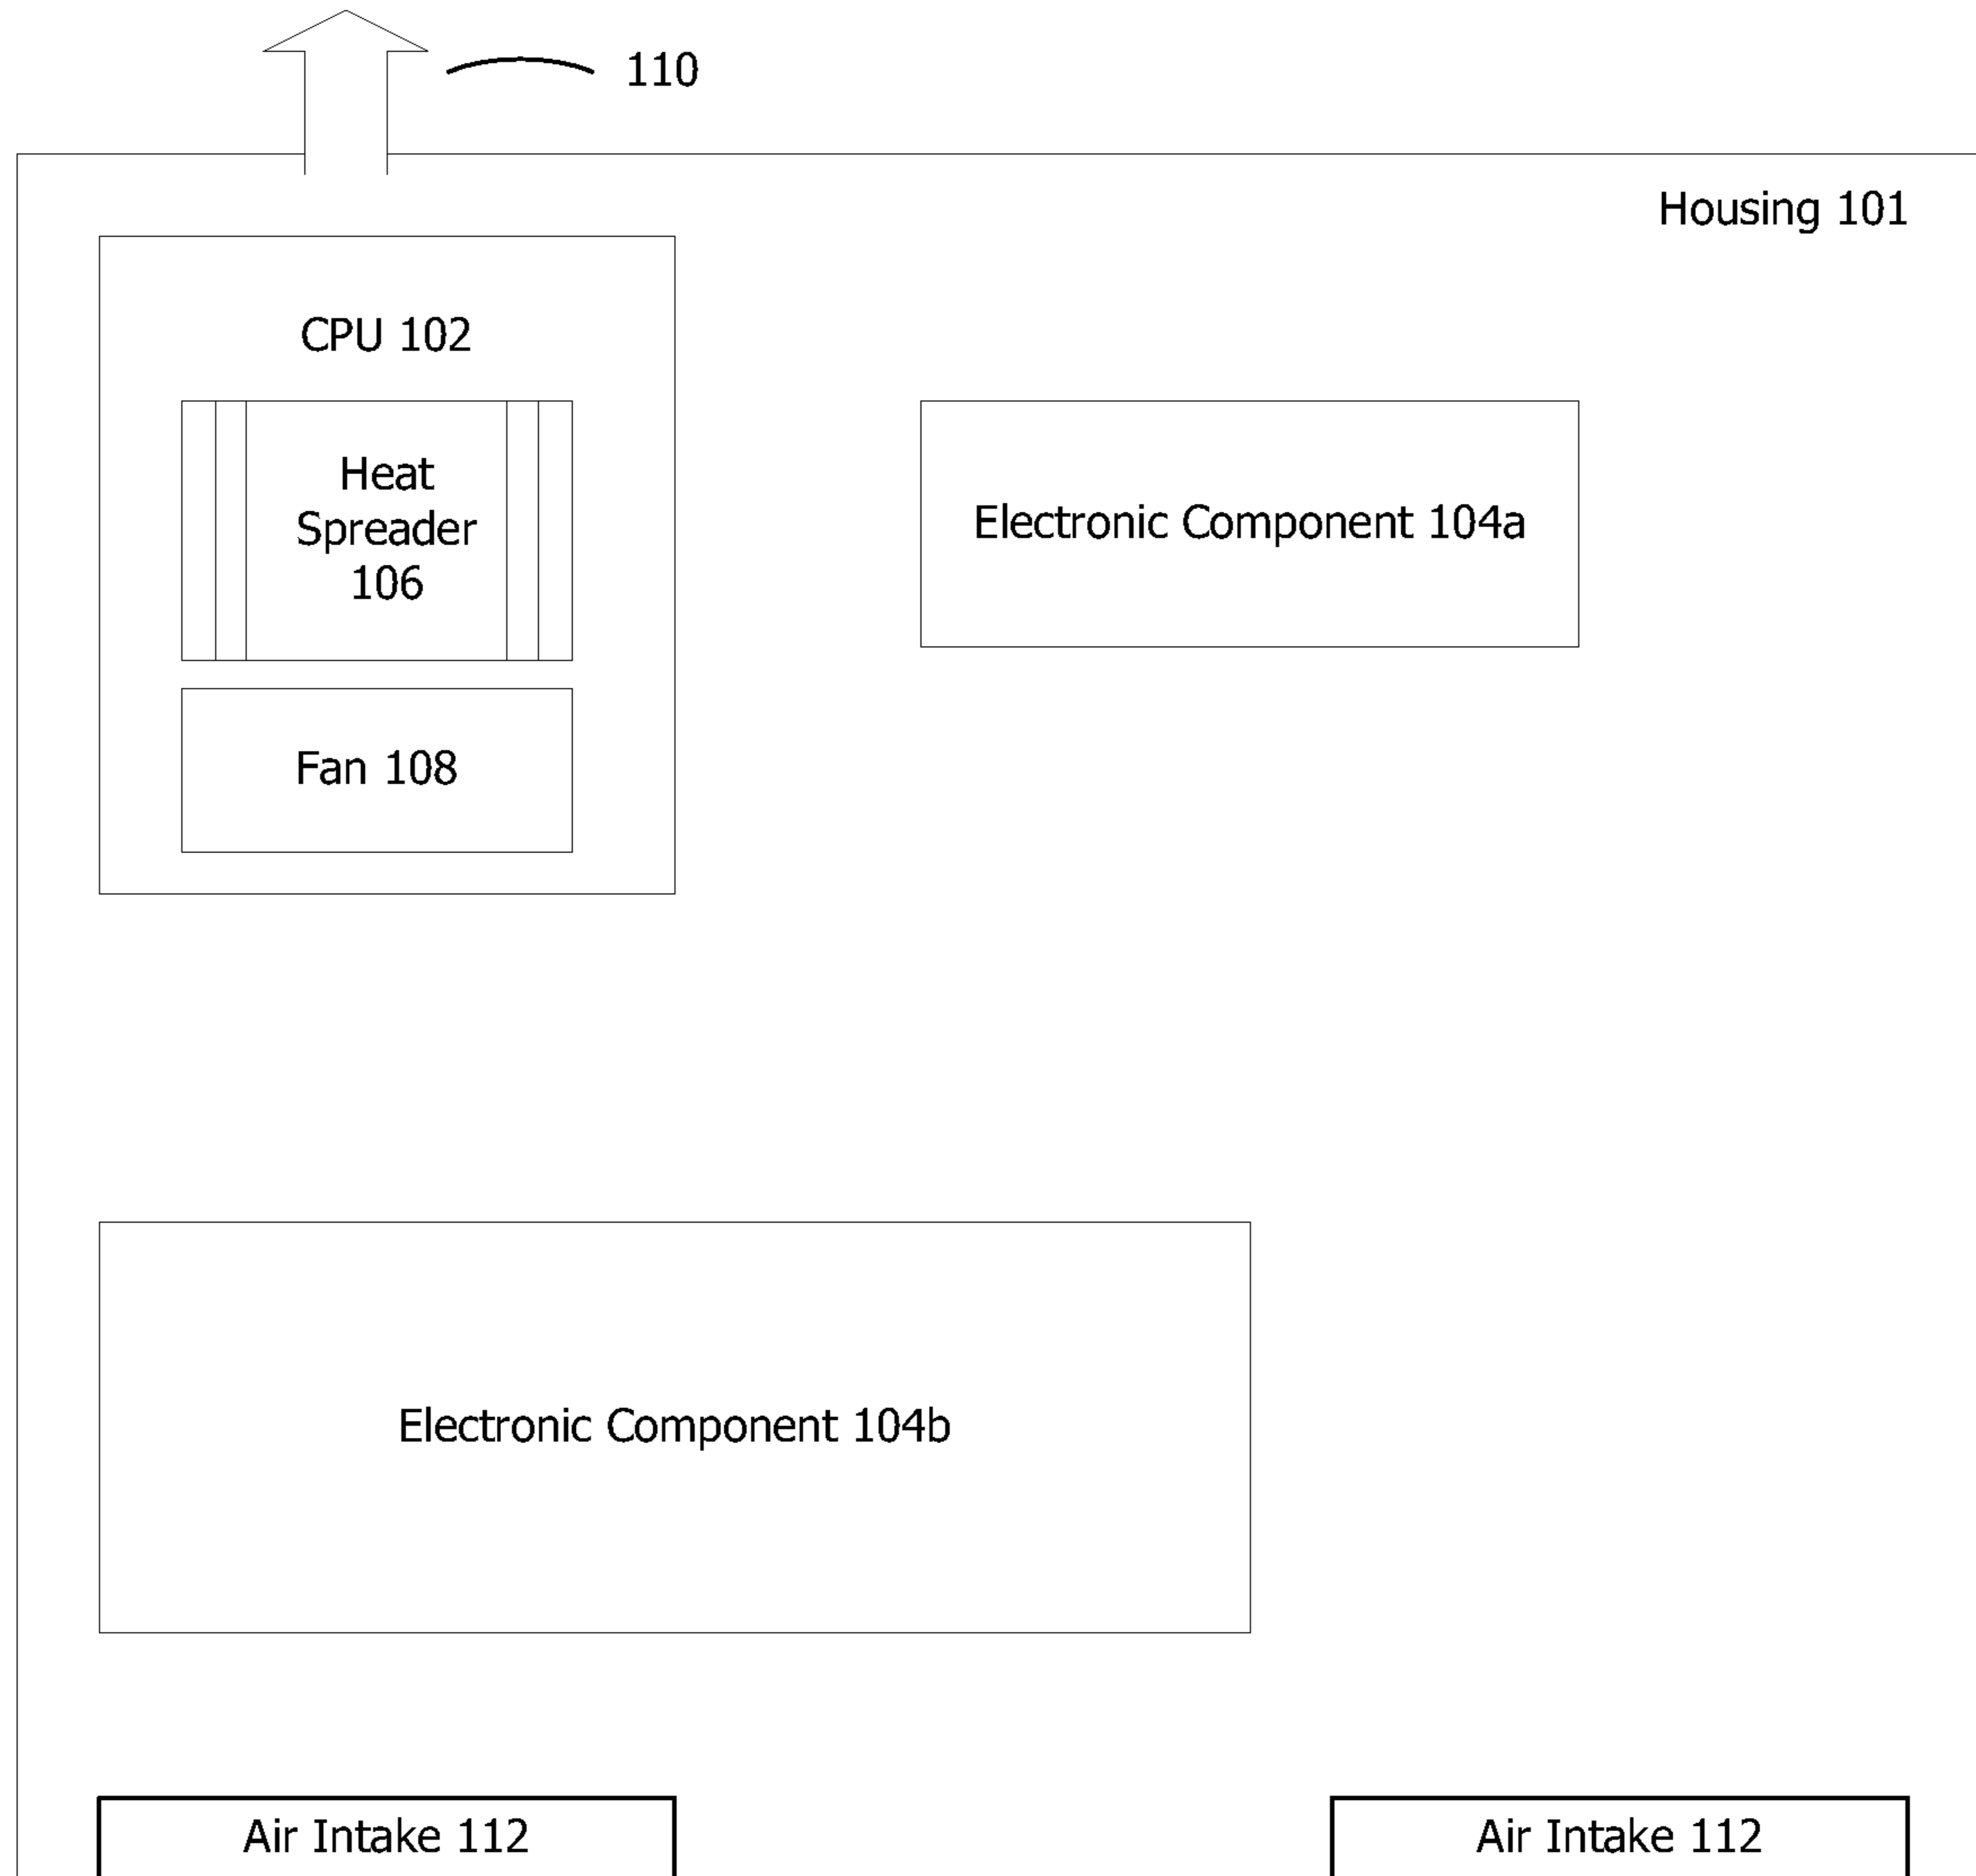 110
Housing 101
CPU 102
Heat
Spreader
106
Electronic Component 104a
Fan 108
Electronic Component 104b
Air Intake 112
Air Intake 112